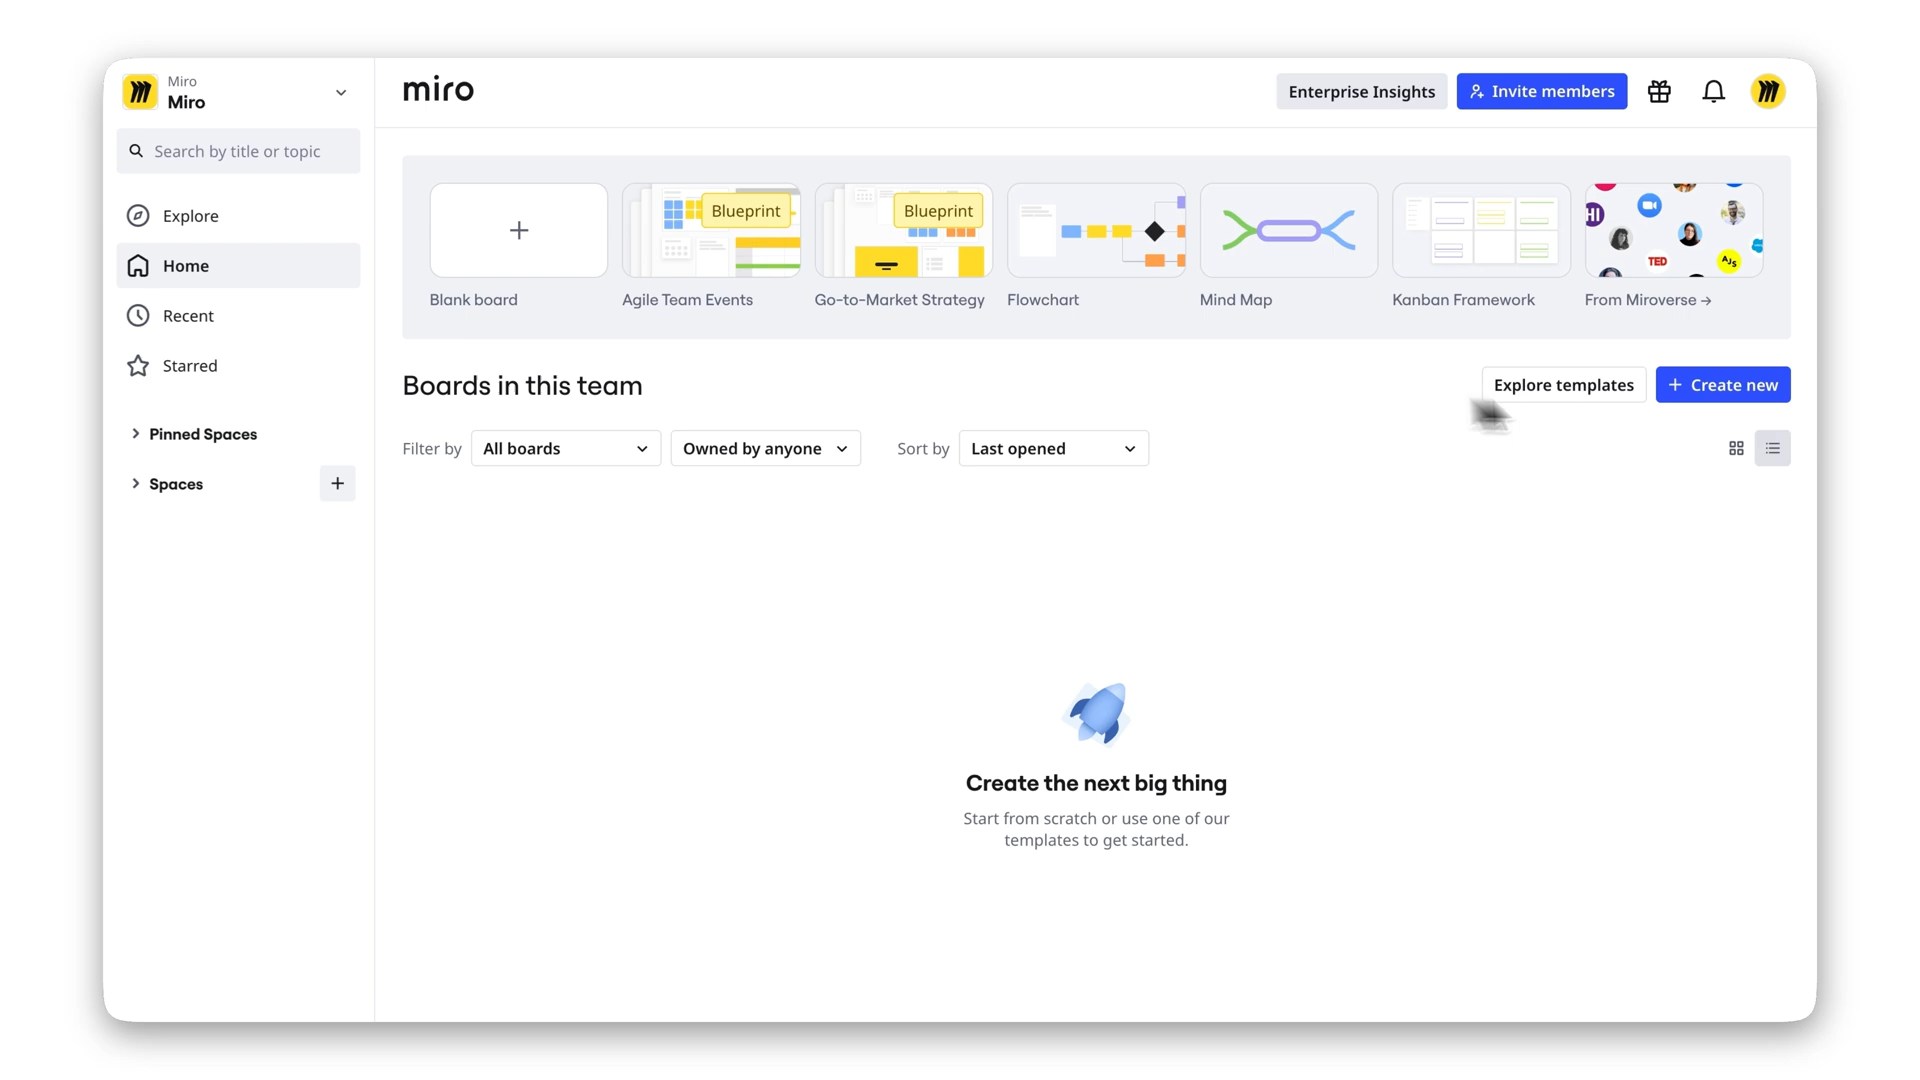 Miro
Miro
Search by title or topic
Explore
Home
Recent
Starred
Pinned Spaces
Spaces
miro
Enterprise Insights
Invite members
Blueprint
Blueprint
HI
TED
AJS
Blank board
Agile Team Events
Go-to-Market Strategy
Flowchart
Mind Map
Kanban Framework
From Miroverse →
Boards in this team
Explore templates
+ Create new
Filter by
All boards
Owned by anyone
Sort by
Last opened
Create the next big thing
Start from scratch or use one of our
templates to get started.